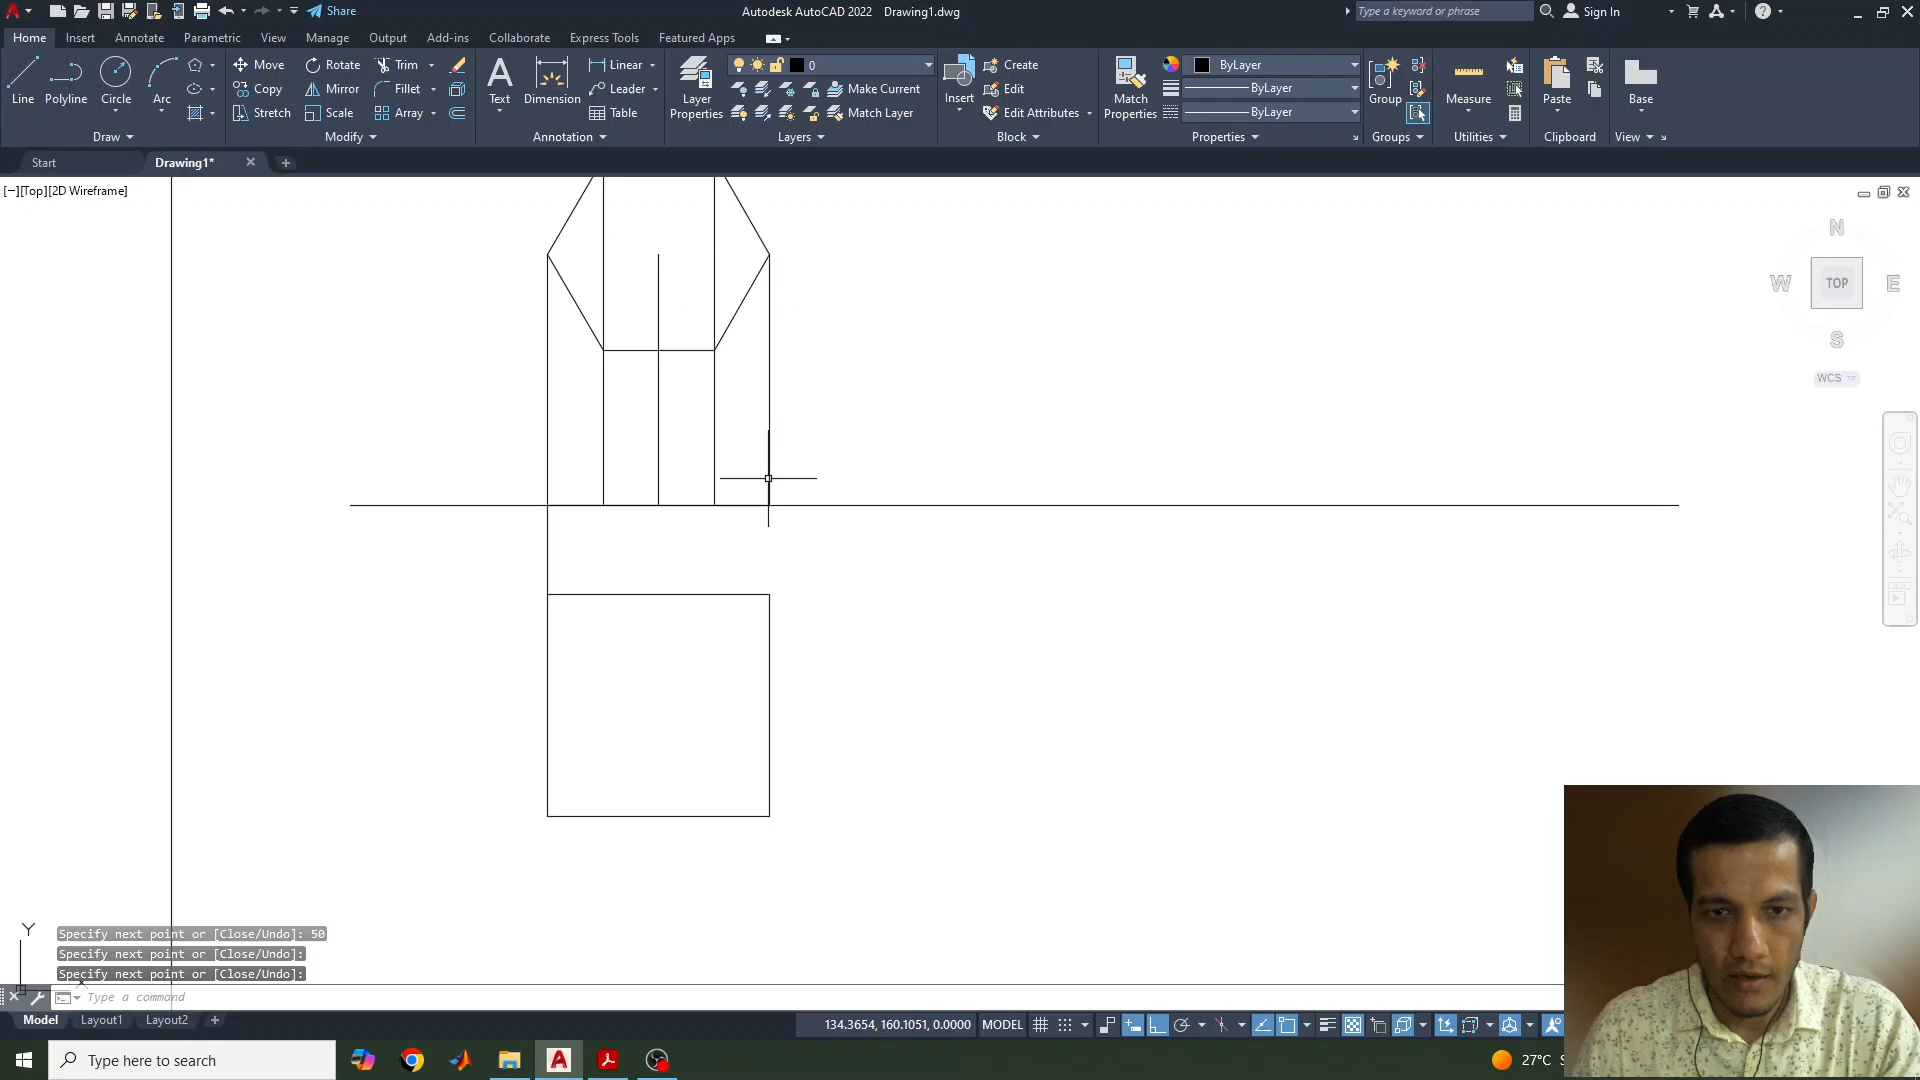 Share
Autodesk AutoCAD 2022 Drawing1.dwg
Type a keyword or phrase
Sign In
Home Insert Annotate Parametric View Manage Output Add-ins Collaborate Express Tools Featured Apps
Line Polyline Circle Arc
Move Rotate Trim
Copy Mirror Fillet
Stretch Scale Array
Text Dimension
Linear
Leader
Table
Layer Properties
0
Make Current
Match Layer
Insert
Create
Edit
Edit Attributes
Match Properties
ByLayer
ByLayer
ByLayer
Group
Measure
Paste
Base
Draw Modify Annotation Layers Block Properties Groups Utilities Clipboard View
Start Drawing1*
[−][Top][2D Wireframe]
N
W TOP E
S
WCS
Y
X
Specify next point or [Close/Undo]: 50
Specify next point or [Close/Undo]:
Specify next point or [Close/Undo]:
Type a command
Model Layout1 Layout2
134.3654, 160.1051, 0.0000 MODEL
Type here to search
27°C